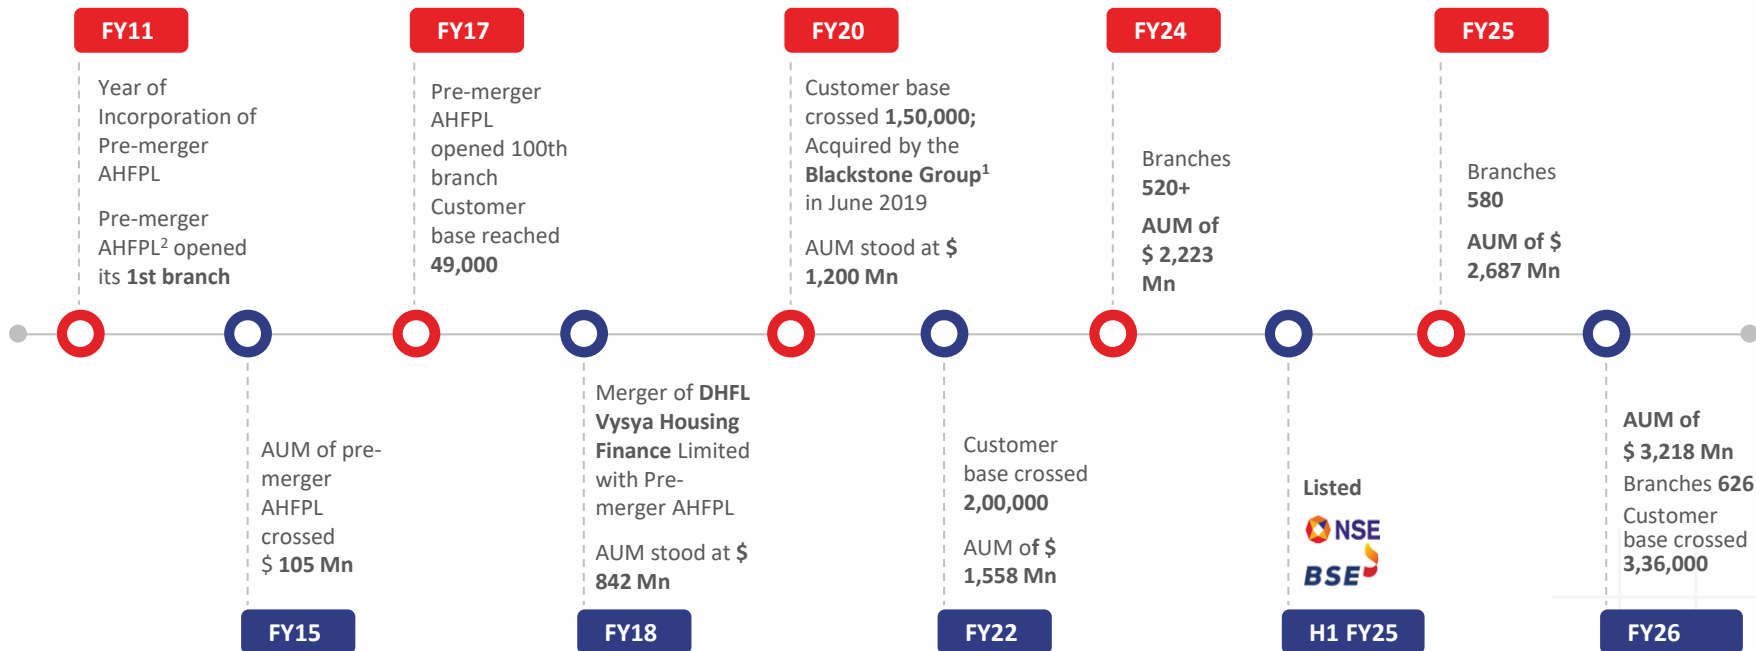 FY11
Year of
Incorporation of
Pre-merger
AHFPL
Pre-merger
AHFPL2 opened
its 1st branch
FY17
Pre-merger
AHFPL
opened 100th
branch
Customer
base reached
49,000
FY20
Customer base
crossed 1,50,000;
Acquired by the
Blackstone Group1
in June 2019
AUM stood at $
1,200 Mn
FY24
Branches
520+
AUM of
$ 2,223
Mn
FY25
Branches
580
AUM of $
2,687 Mn
AUM of pre-
merger
AHFPL
crossed
$ 105 Mn
FY15
Merger of DHFL
Vysya Housing
Finance Limited
with Pre-
merger AHFPL
AUM stood at $
842 Mn
FY18
Customer
base crossed
2,00,000
AUM of $
1,558 Mn
FY22
Listed
NSE
BSE
H1 FY25
AUM of
$ 3,218 Mn
Branches 626
Customer
base crossed
3,36,000
FY26